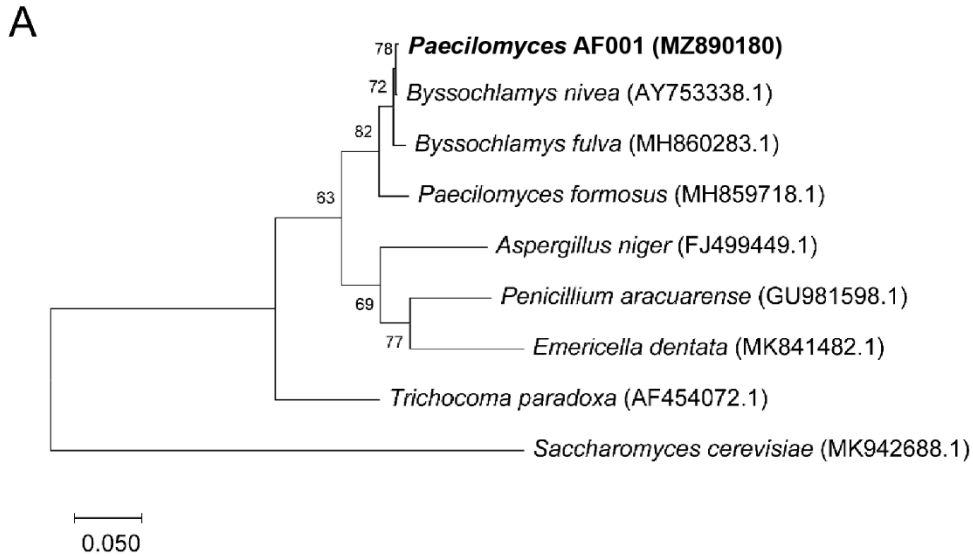 A
78
Paecilomyces AF001 (MZ890180)
72
Byssochlamys nivea (AY753338.1)
82
Byssochlamys fulva (MH860283.1)
63
Paecilomyces formosus (MH859718.1)
Aspergillus niger (FJ499449.1)
69
Penicillium aracuarense (GU981598.1)
77
Emericella dentata (MK841482.1)
Trichocoma paradoxa (AF454072.1)
Saccharomyces cerevisiae (MK942688.1)
0.050